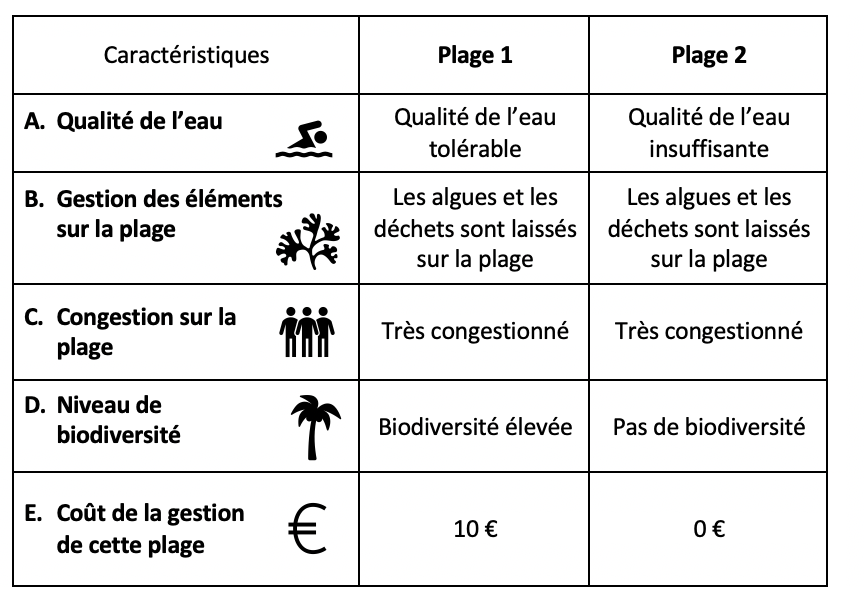 Caractéristiques
Plage 1
Plage 2
A. Qualité de l’eau
Qualité de l’eau
tolérable
Qualité de l’eau
insuffisante
B. Gestion des éléments
sur la plage
Les algues et les
déchets sont laissés
sur la plage
Les algues et les
déchets sont laissés
sur la plage
C. Congestion sur la
plage
Très congestionné
Très congestionné
D. Niveau de
biodiversité
Biodiversité élevée
Pas de biodiversité
E. Coût de la gestion
de cette plage
€
10 €
0 €